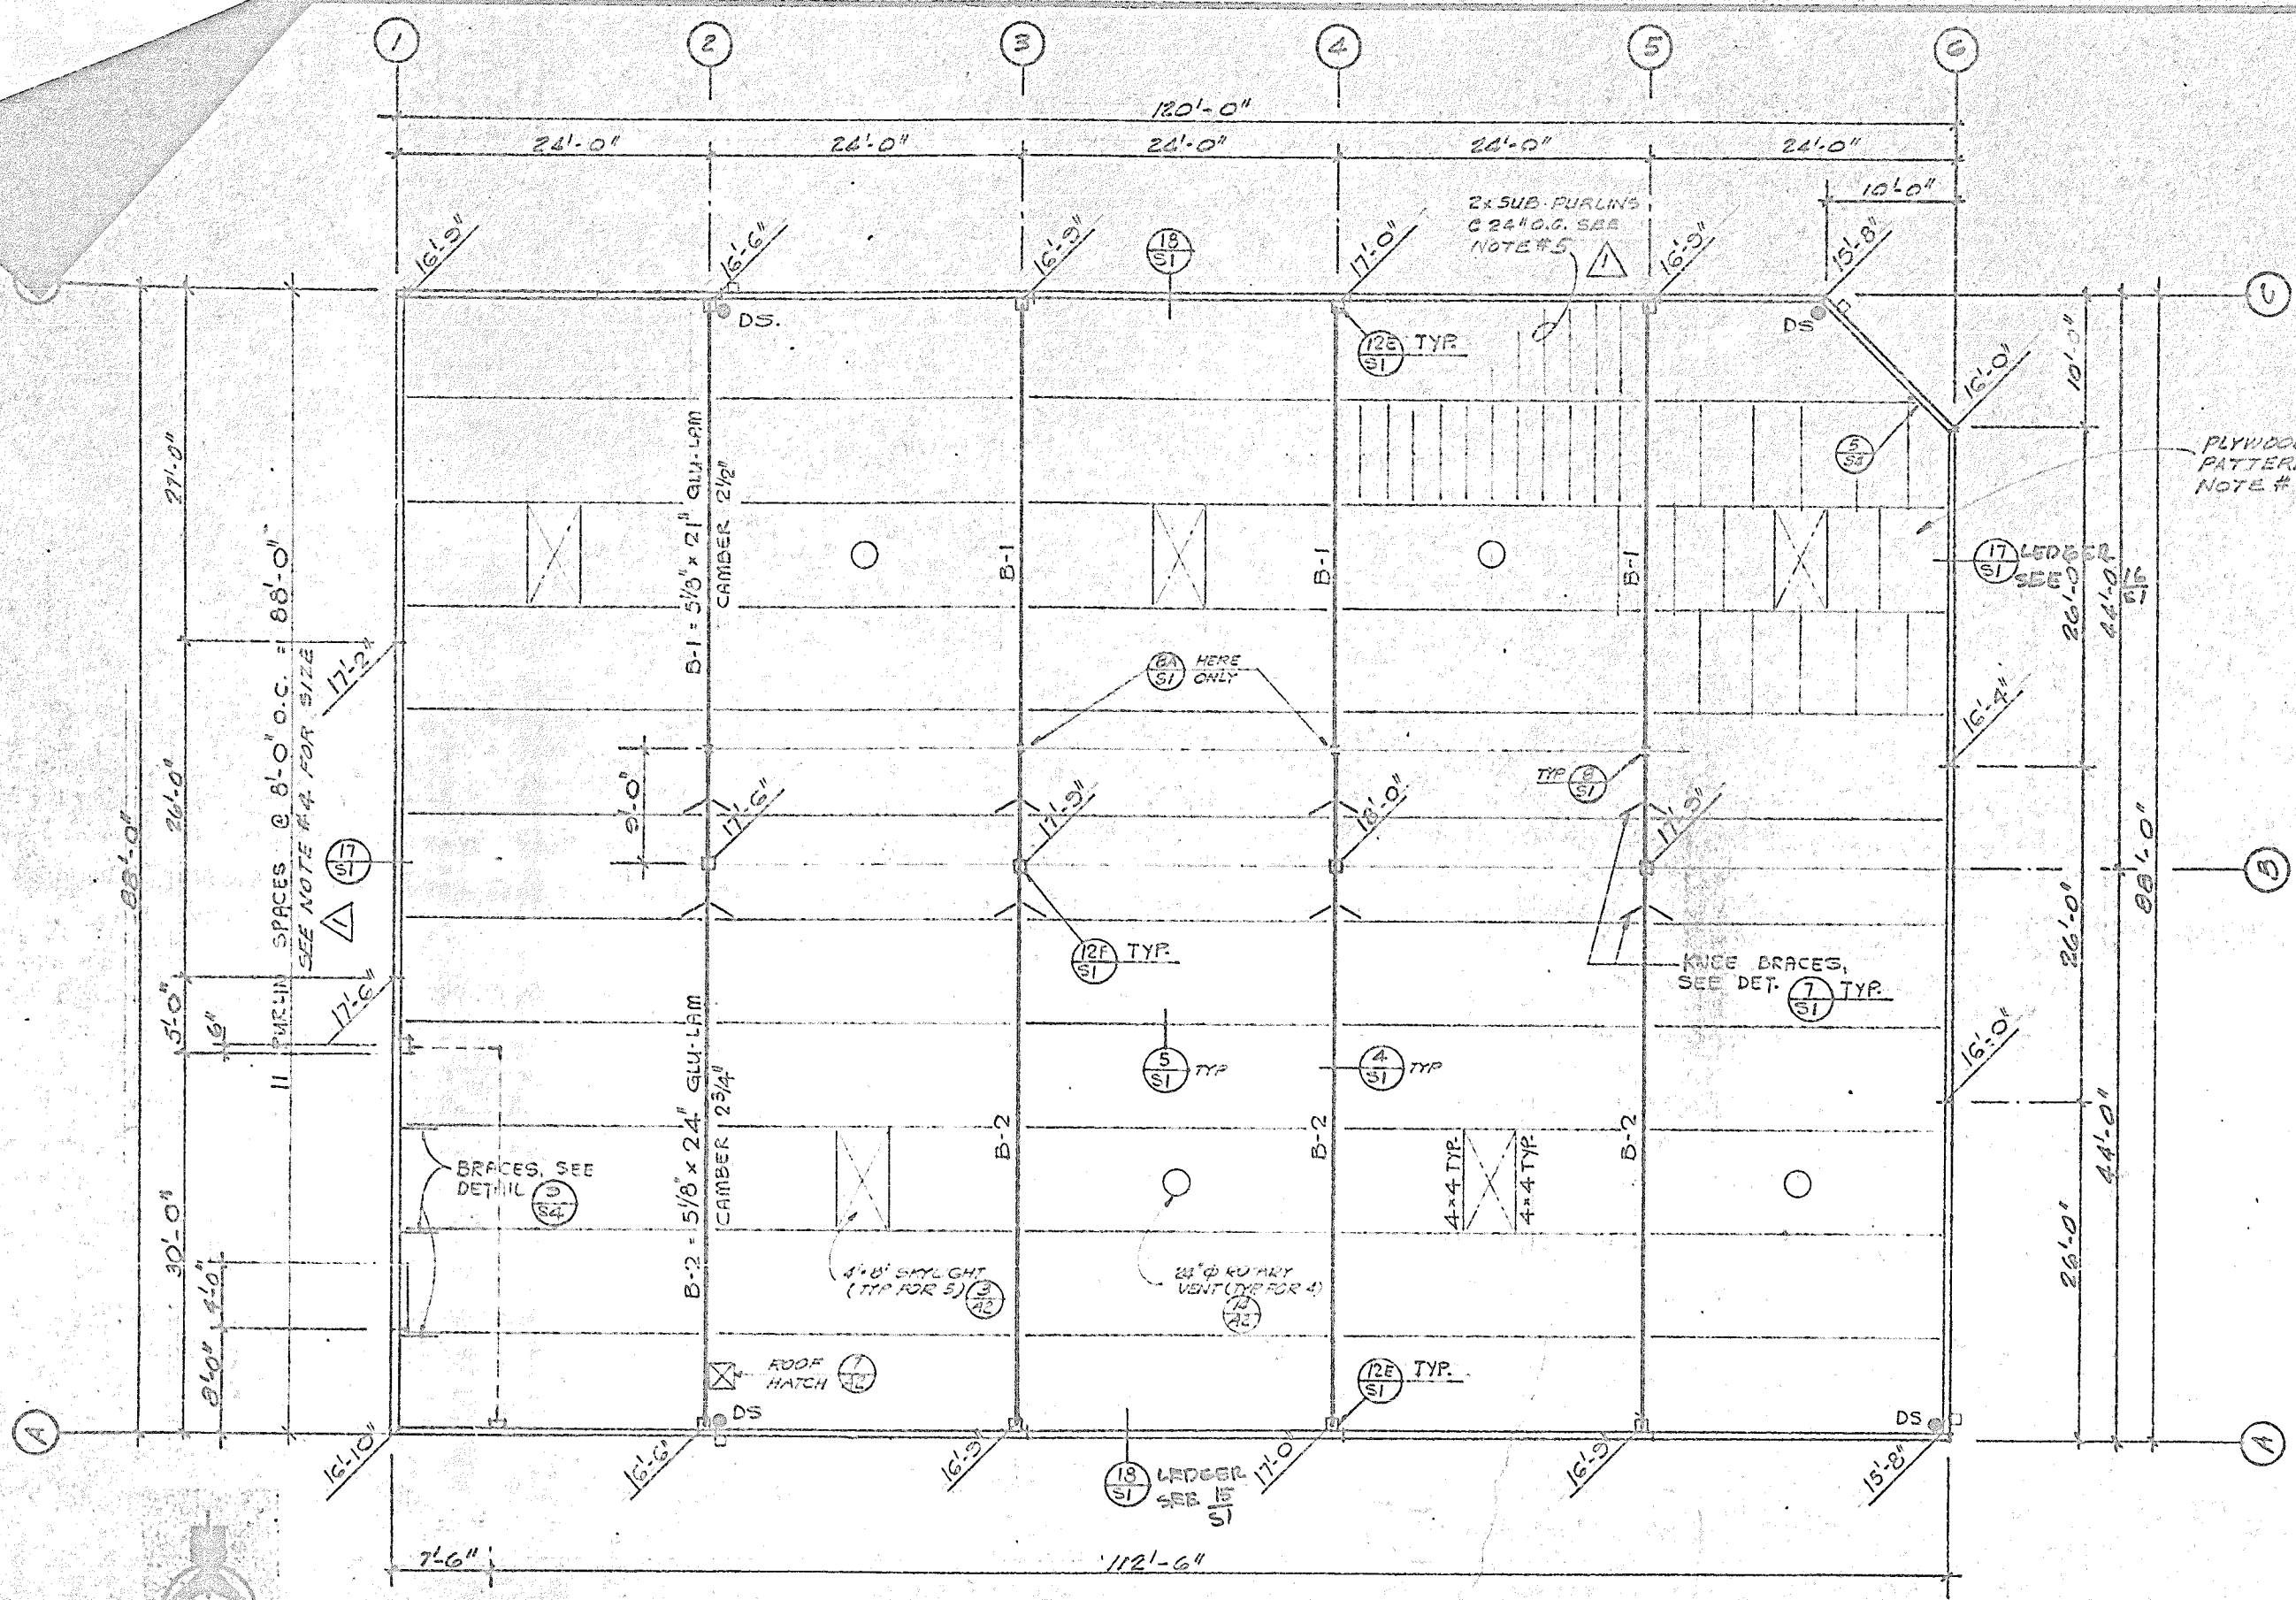 1
2
3
4
5
6
120'-0"
24'-0"
24'-0"
24'-0"
24'-0"
24'-0"
10'-0"
2x SUB-PURLINS
@ 24" O.C. SEE
NOTE #5
1
16'-9"
16'-6"
16'-9"
18
S1
17'-0"
16'-9"
15'-8"
C
DS.
12E
S1
TYP.
DS
16'-0"
10'-0"
5
S4
PLYWOOD
PATTER
NOTE #
27'-0"
B-1 = 5 1/8" x 21" GLU-LAM
CAMBER 2 1/2"
B-1
B-1
B-1
17
S1
LEDGER
SEE 16
S1
26'-0"
44'-0"
11 PURLIN SPACES @ 8'-0" O.C. = 88'-0"
SEE NOTE #4 FOR SIZE
1
17'-2"
8A
S1
HERE
ONLY
16'-4"
9'-0"
TYP 8
S1
88'-0"
26'-0"
17'-6"
17'-9"
18'-0"
17'-9"
88'-0"
17
S1
B
12F
S1
TYP.
KNEE BRACES,
SEE DET. 7
S1
TYP.
26'-0"
17'-6"
5'-0"
6"
5
S1
TYP
4
S1
TYP
16'-0"
B-2 = 5 1/8" x 24" GLU-LAM
CAMBER 2 3/4"
B-2
B-2
4x4 TYP.
4x4 TYP.
B-2
44'-0"
BRACES, SEE
DETAIL 9
S4
30'-0"
4'-0"
8'-0"
4'x8' SKYLIGHT
(TYP FOR 5) 3
A2
24" Φ ROTARY
VENT (TYP FOR 4)
A2
26'-0"
ROOF
HATCH 7
A2
12E
S1
TYP.
A
DS
DS
A
16'-10"
16'-6"
16'-9"
17'-0"
16'-9"
15'-8"
18
S1
LEDGER
SEE 15
S1
7'-6"
112'-6"